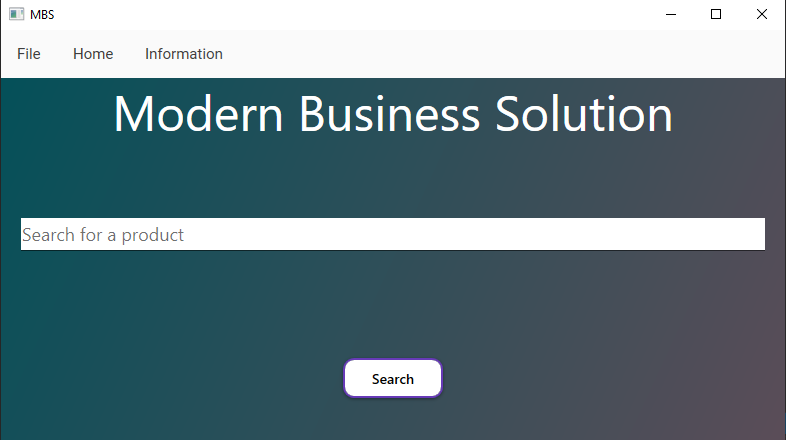 MBS
File Home Information
Modern Business Solution
Search for a product
Search